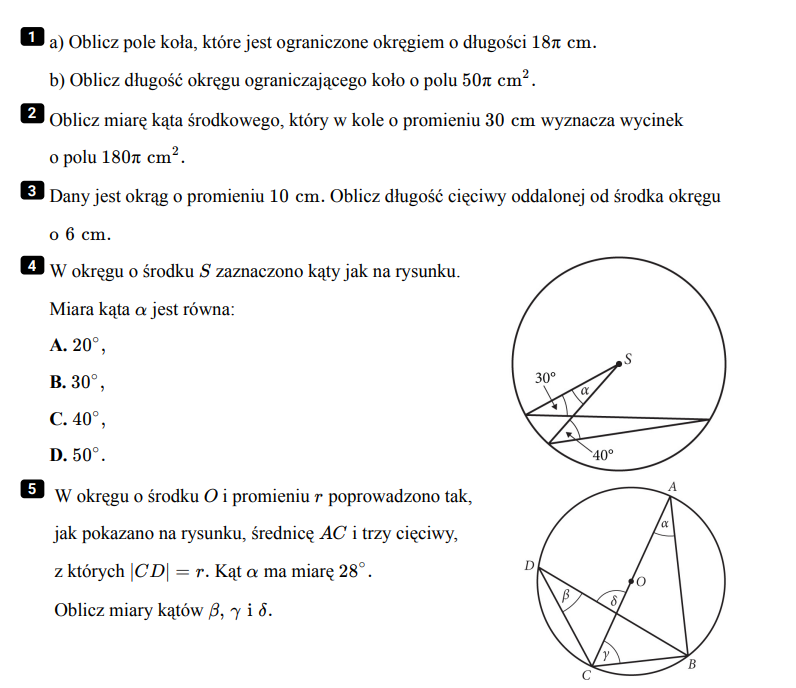 1 a) Oblicz pole koła, które jest ograniczone okręgiem o długości 18π cm.
b) Oblicz długość okręgu ograniczającego koło o polu 50π cm².
2 Oblicz miarę kąta środkowego, który w kole o promieniu 30 cm wyznacza wycinek
o polu 180π cm².
3 Dany jest okrąg o promieniu 10 cm. Oblicz długość cięciwy oddalonej od środka okręgu
o 6 cm.
4 W okręgu o środku S zaznaczono kąty jak na rysunku.
Miara kąta α jest równa:
A. 20°,
B. 30°,
C. 40°,
D. 50°.
S
30°
α
40°
5 W okręgu o środku O i promieniu r poprowadzono tak,
jak pokazano na rysunku, średnicę AC i trzy cięciwy,
z których |CD| = r. Kąt α ma miarę 28°.
Oblicz miary kątów β, γ i δ.
A
α
D
O
β
δ
γ
B
C